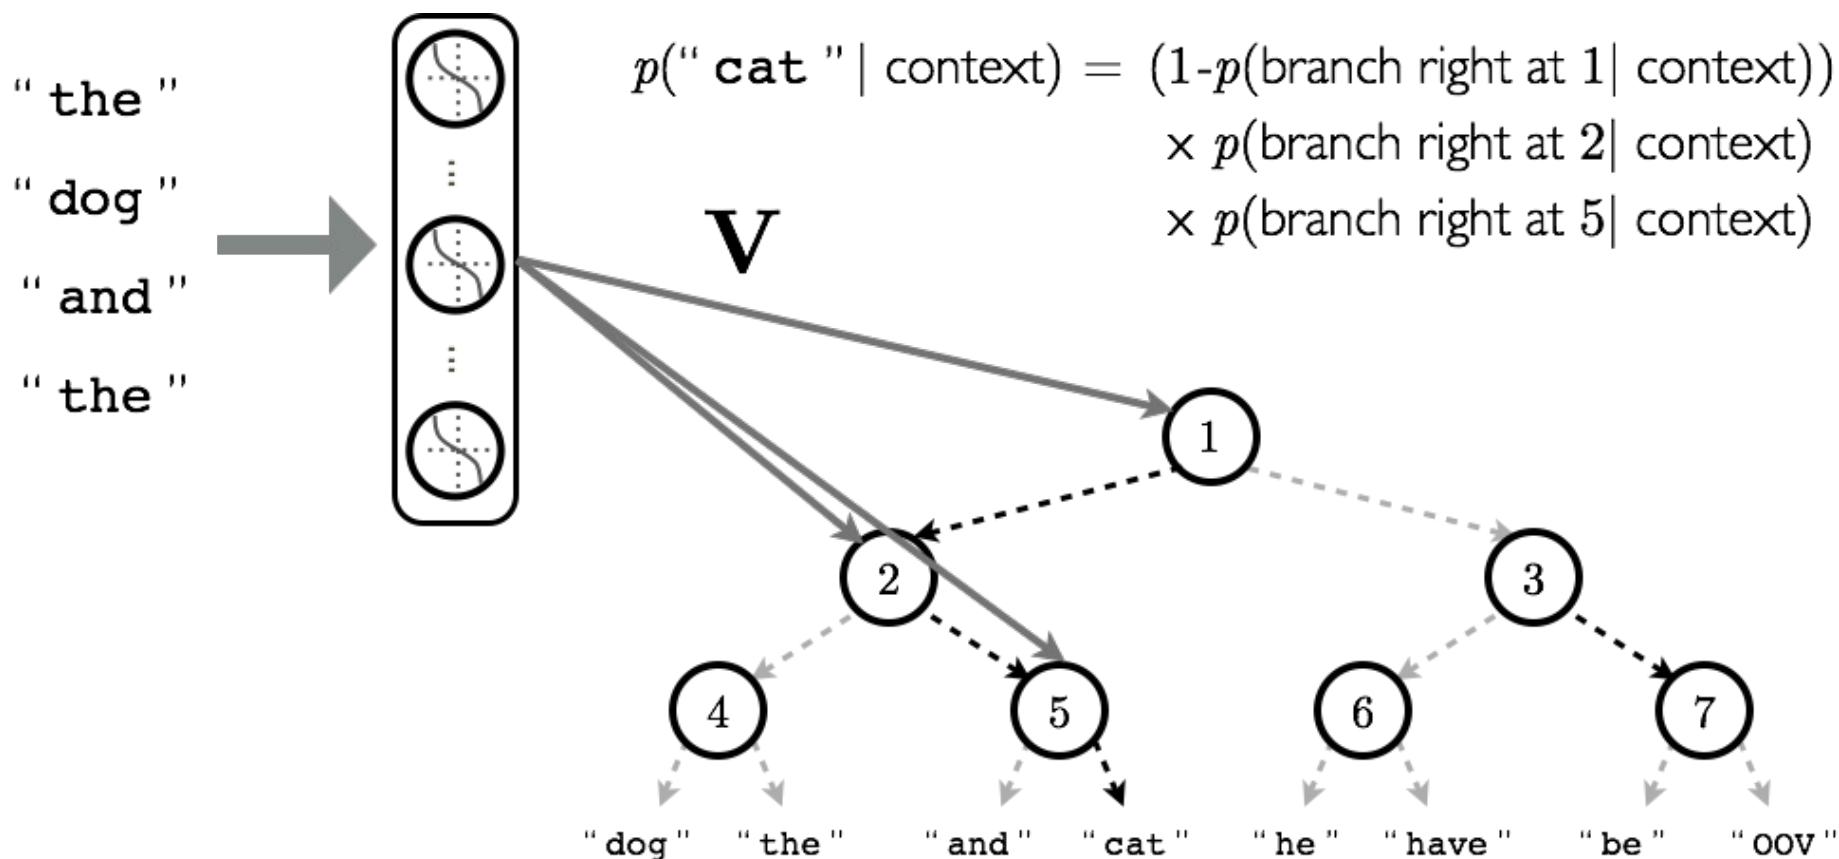 “ the ”
“ dog ”
“ and ”
“ the ”
p(“ cat ” | context) = (1-p(branch right at 1| context))
× p(branch right at 2| context)
× p(branch right at 5| context)
V
1
2
3
4
5
6
7
“dog” “the” “and” “cat” “he” “have” “be” “OOV”